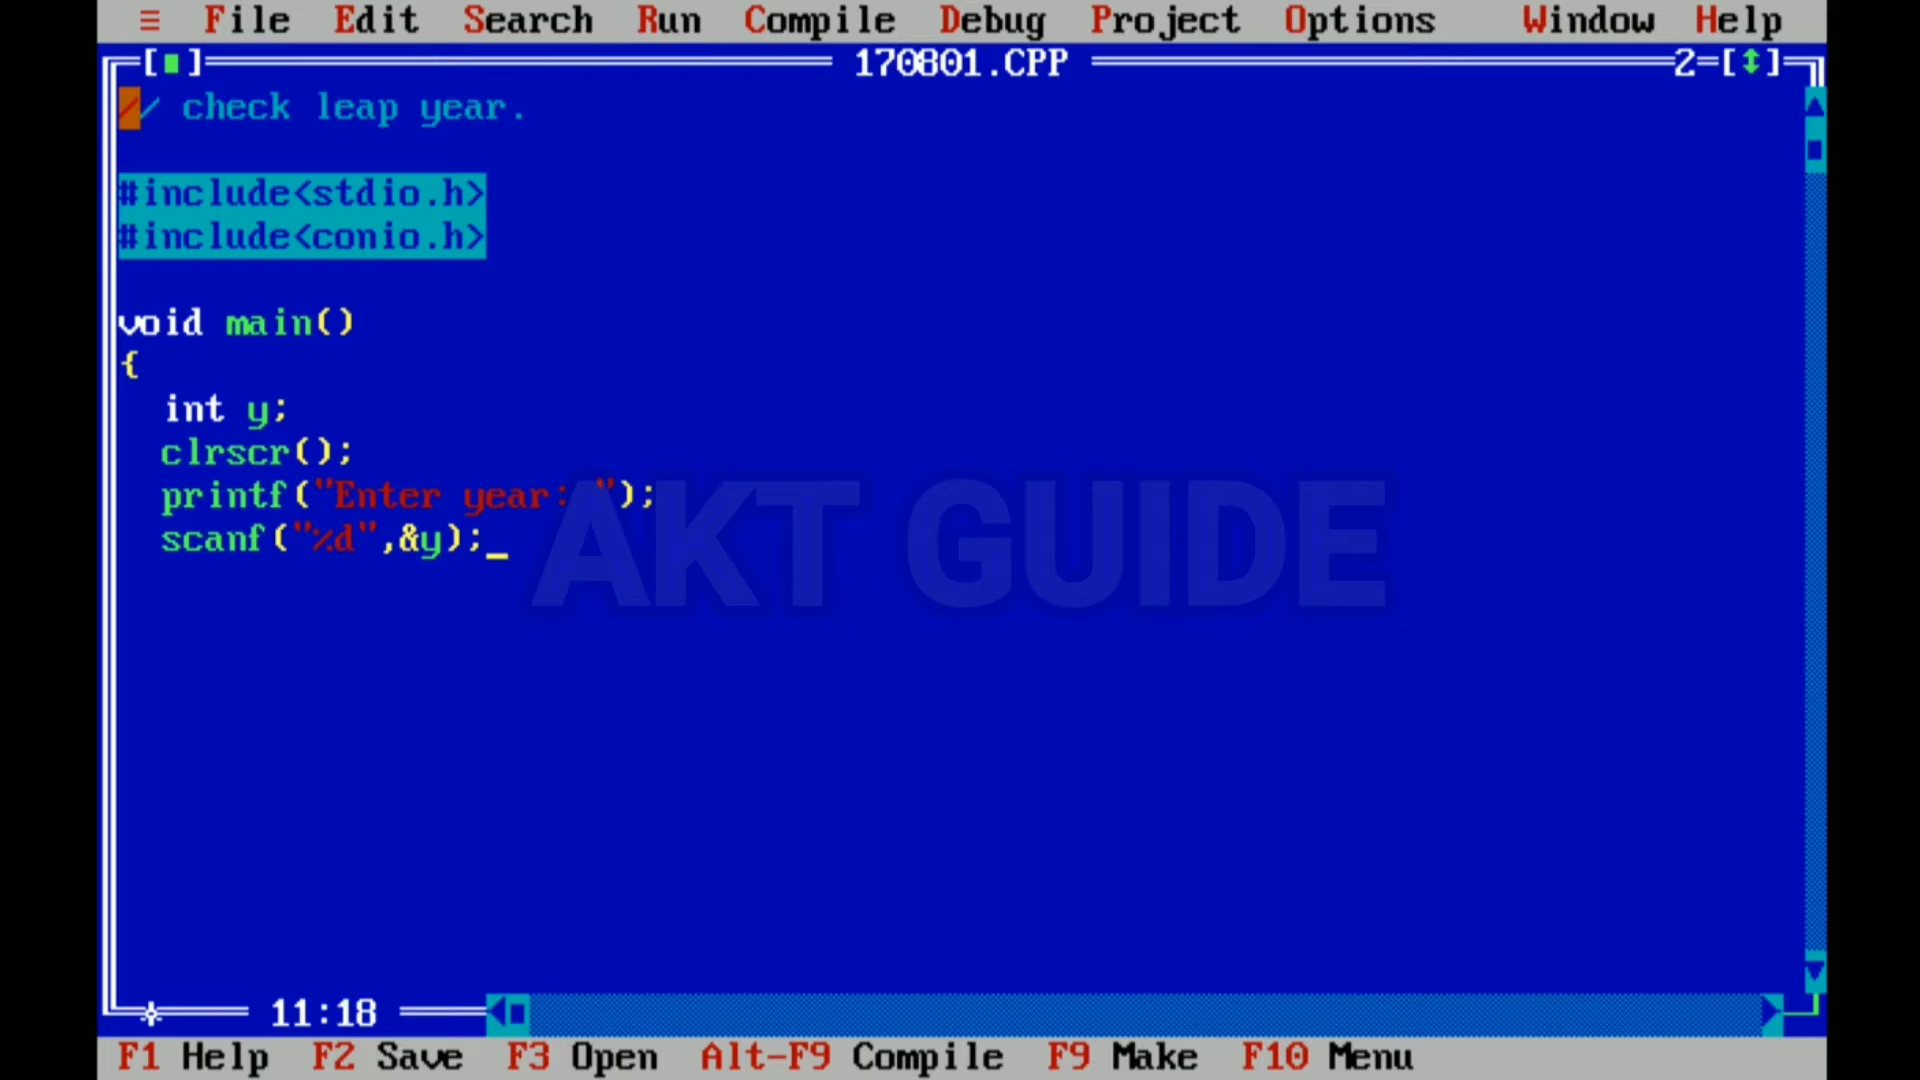 ≡ File Edit Search Run Compile Debug Project Options Window Help
[■] 170801.CPP 2=[↕]
// check leap year.
#include<stdio.h>
#include<conio.h>
void main()
{
int y;
clrscr();
printf("Enter year: ");
scanf("%d",&y);_
AKT GUIDE
11:18
F1 Help F2 Save F3 Open Alt-F9 Compile F9 Make F10 Menu